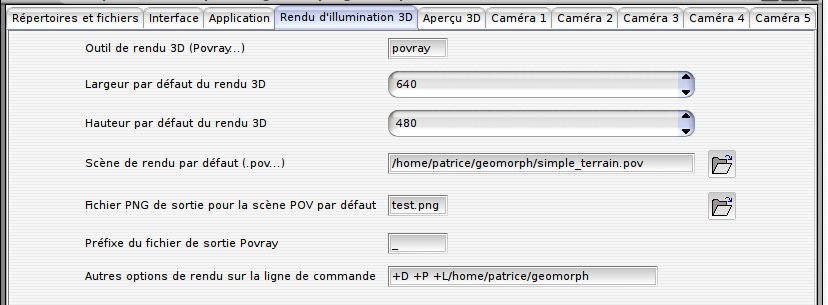 Répertoires et fichiers Interface Application Rendu d'illumination 3D Aperçu 3D Caméra 1 Caméra 2 Caméra 3 Caméra 4 Caméra 5
Outil de rendu 3D (Povray...) povray
Largeur par défaut du rendu 3D 640
Hauteur par défaut du rendu 3D 480
Scène de rendu par défaut (.pov...) /home/patrice/geomorph/simple_terrain.pov
Fichier PNG de sortie pour la scène POV par défaut test.png
Préfixe du fichier de sortie Povray _
Autres options de rendu sur la ligne de commande +D +P +L/home/patrice/geomorph